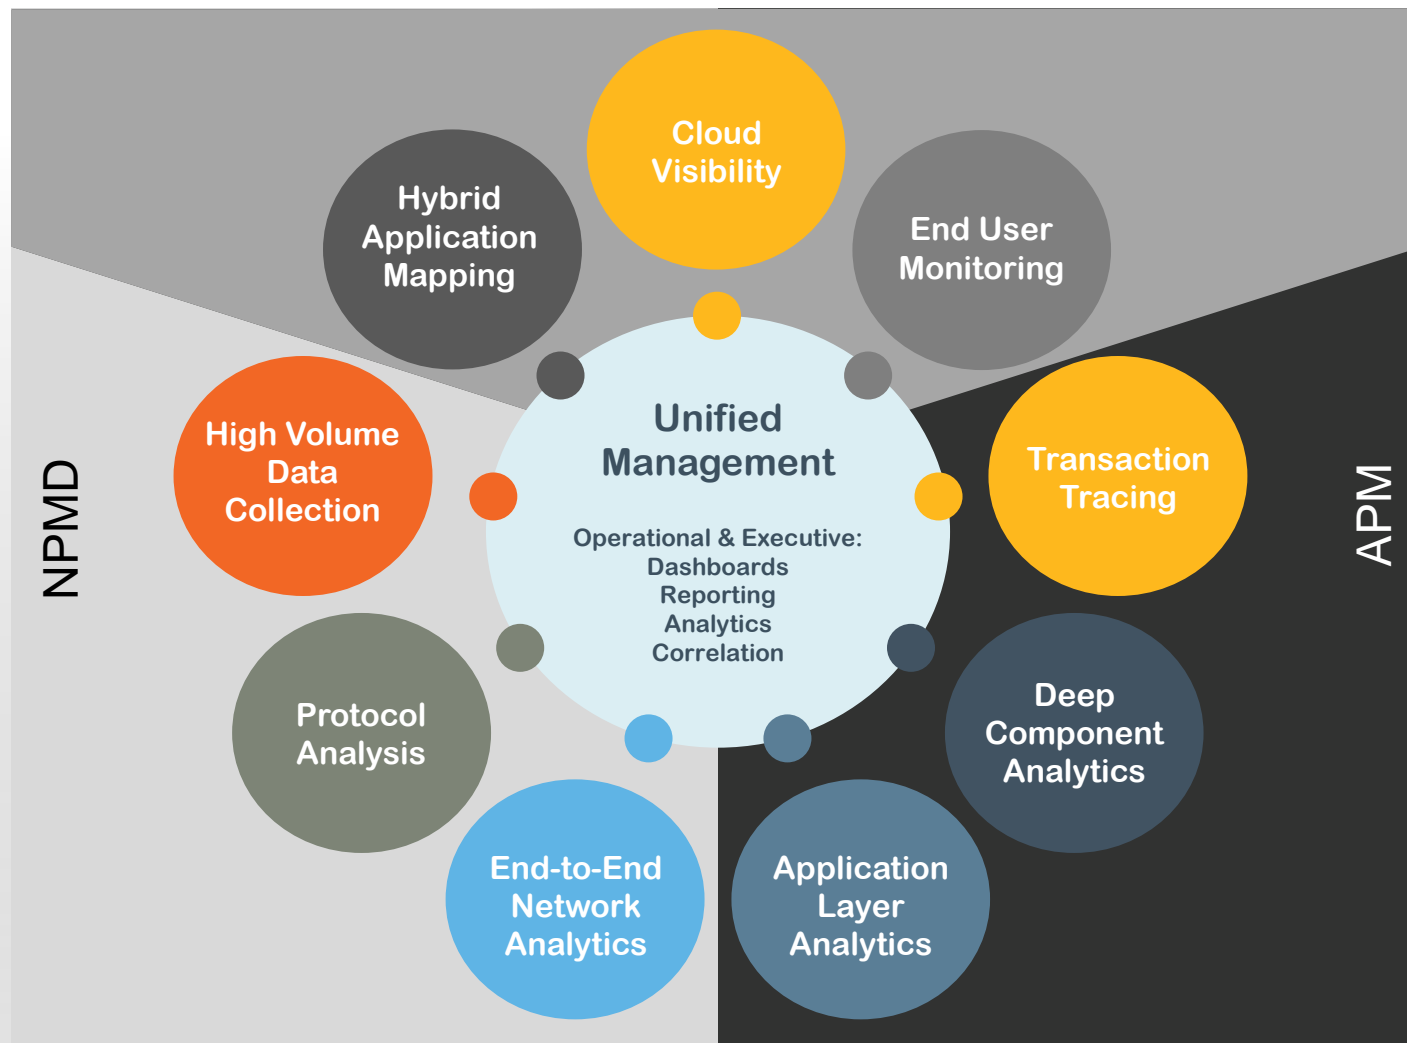 Cloud
Visibility
Hybrid
Application
Mapping
End User
Monitoring
High Volume
Data
Collection
Unified
Management
Operational & Executive:
Dashboards
Reporting
Analytics
Correlation
Transaction
Tracing
NPMD
APM
Protocol
Analysis
Deep
Component
Analytics
End-to-End
Network
Analytics
Application
Layer
Analytics